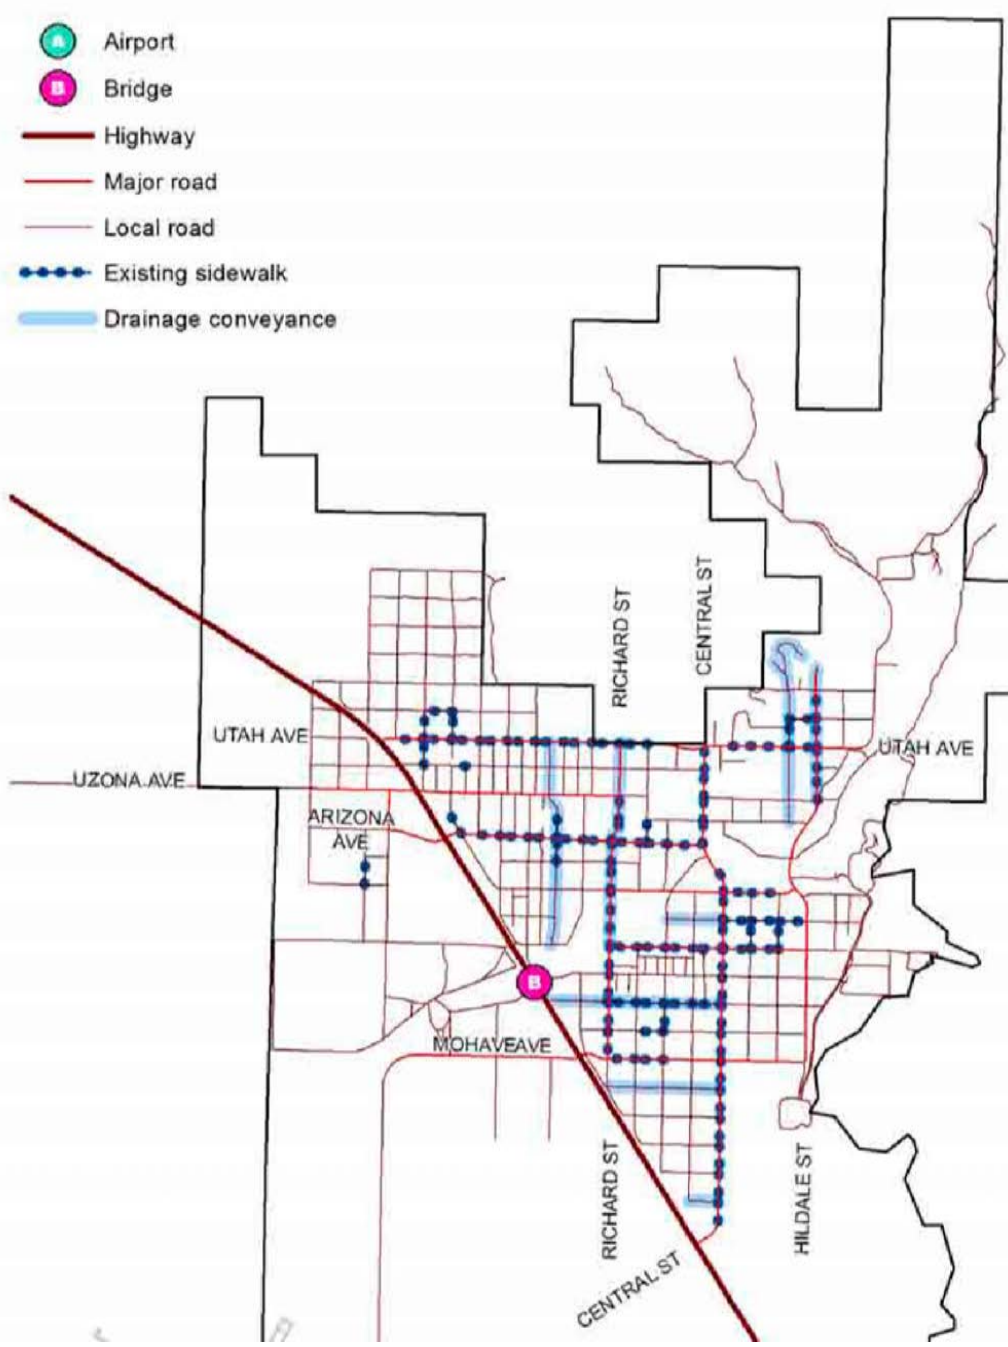 A Airport
B Bridge
Highway
Major road
Local road
Existing sidewalk
Drainage conveyance
RICHARD ST
CENTRAL ST
UTAH AVE
UTAH AVE
UZONA AVE
ARIZONA
AVE
B
MOHAVEAVE
RICHARD ST
HILDALE ST
CENTRAL ST